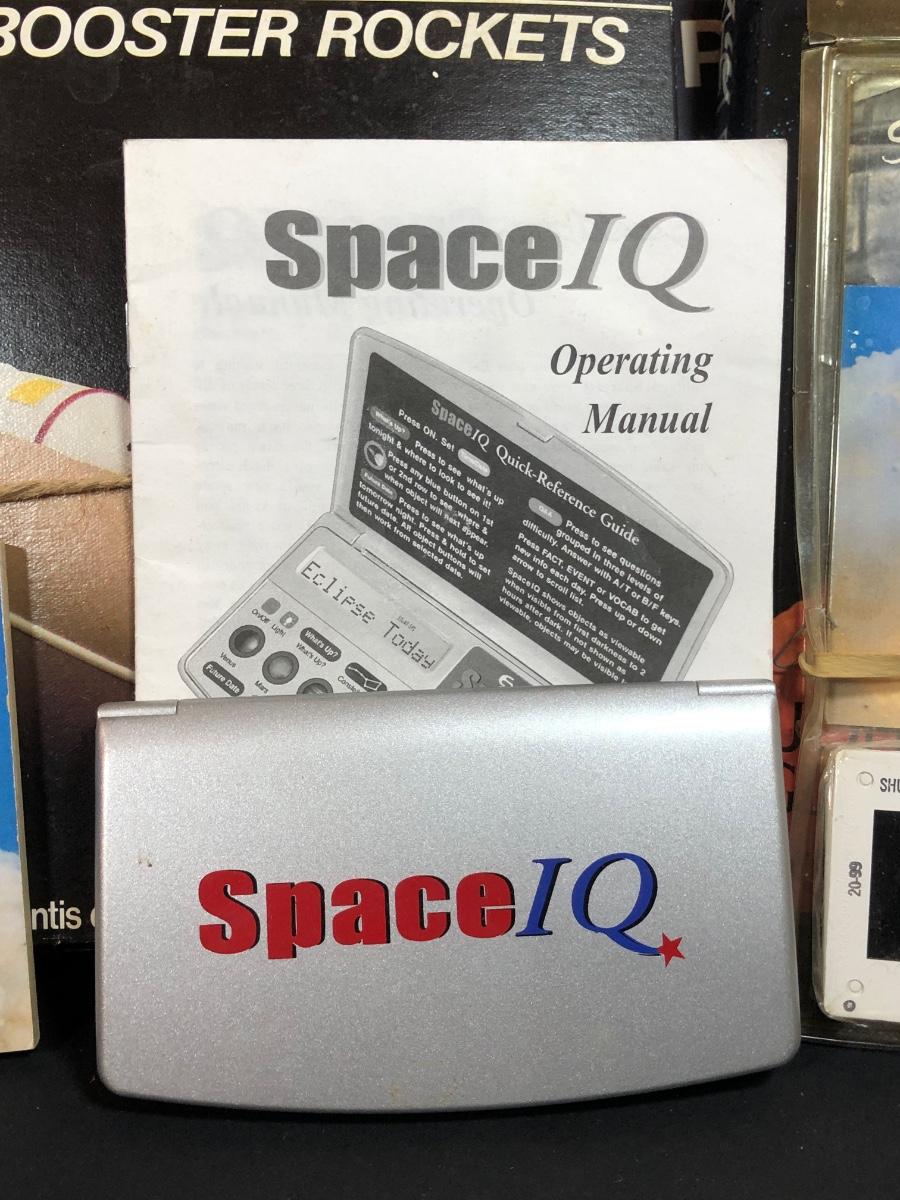 BOOSTER ROCKETS
SpaceIQ
Operating
Manual
SpaceIQ Quick-Reference Guide
What's Up?
Press ON. Set
Press to see what's up
tonight & where to look to see it!
Press any blue button on 1st
or 2nd row to see where &
when object will next appear.
Future Date
Press to see what's up
tomorrow night. Press & hold to set
future date. All object buttons will
then work from selected date.
Q&A
Press to see questions
grouped in three levels of
difficulty. Answer with A/T or B/F keys.
Press FACT, EVENT or VOCAB to get
new info each day. Press up or down
arrow to scroll list.
SpaceIQ shows objects as viewable
when visible from first darkness to 2
hours after dark. If not shown as
viewable, objects may be visible
Eclipse Today
On/Off
Light
What's Up?
What's Up?
Venus
Mars
Future Date
SpaceIQ
ntis
SHU
20-99